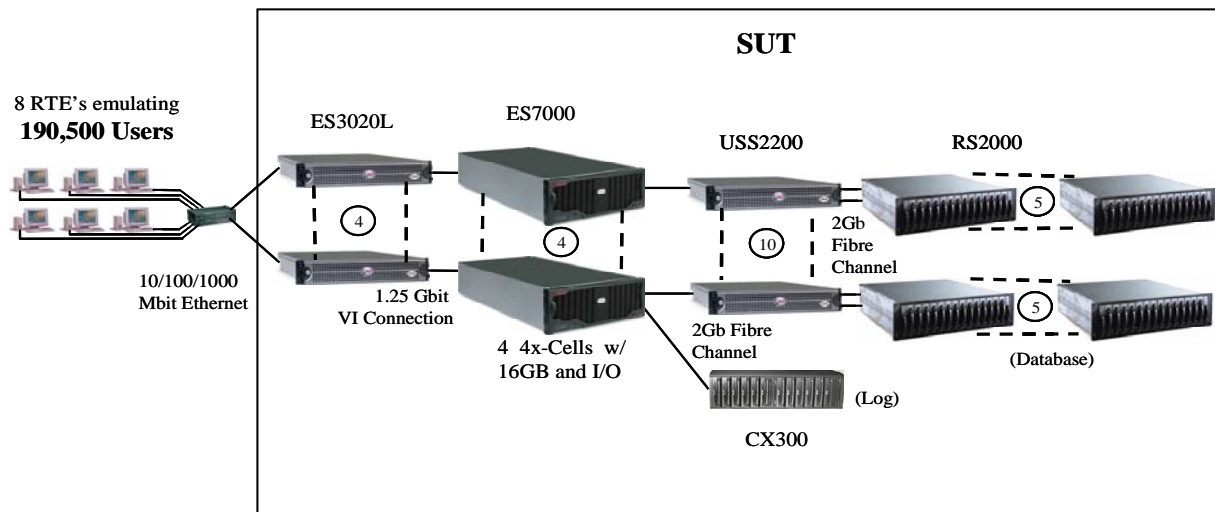 SUT
8 RTE's emulating
190,500 Users
ES3020L
ES7000
USS2200
RS2000
4
4
10
5
2Gb
Fibre
Channel
10/100/1000
Mbit Ethernet
1.25 Gbit
VI Connection
4 4x-Cells w/
16GB and I/O
2Gb Fibre
Channel
5
(Database)
(Log)
CX300